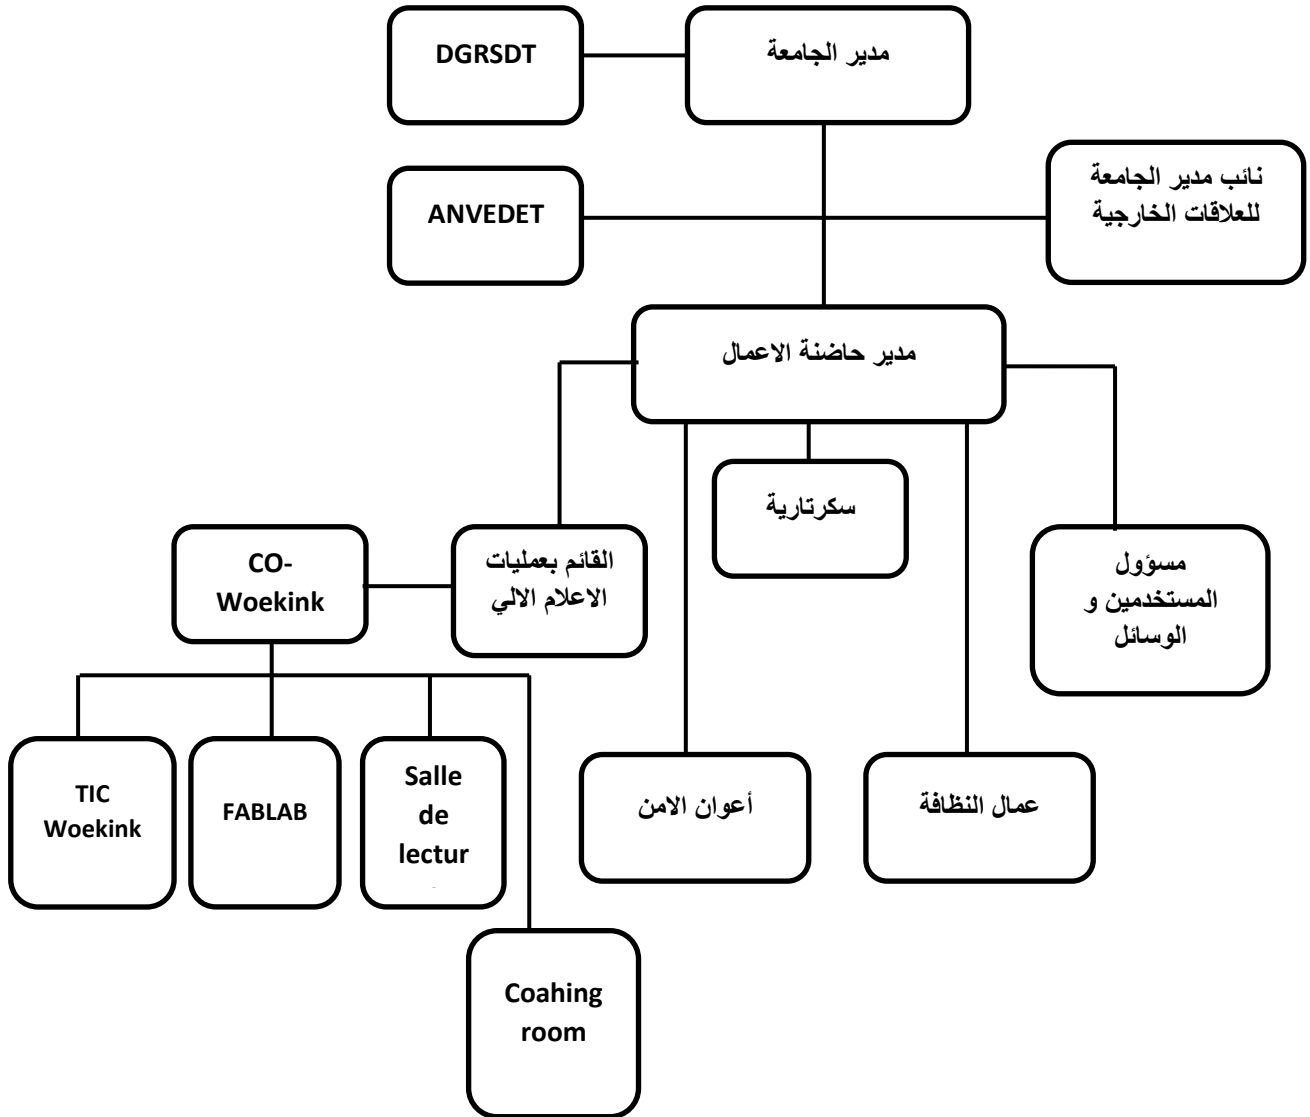 DGRSDT
مدير الجامعة
ANVEDET
نائب مدير الجامعة
للعلاقات الخارجية
مدير حاضنة الاعمال
سكرتارية
CO-
Woekink
القائم بعمليات
الاعلام الالي
مسؤول
المستخدمين و
الوسائل
TIC
Woekink
FABLAB
Salle
de
lectur
أعوان الامن
عمال النظافة
Coahing
room